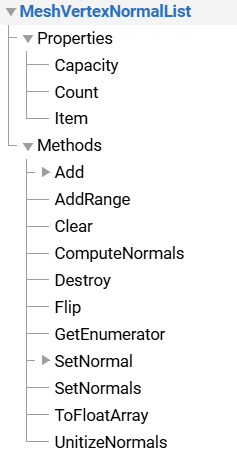 MeshVertexNormalList
Properties
Capacity
Count
Item
Methods
Add
AddRange
Clear
ComputeNormals
Destroy
Flip
GetEnumerator
SetNormal
SetNormals
ToFloatArray
UnitizeNormals